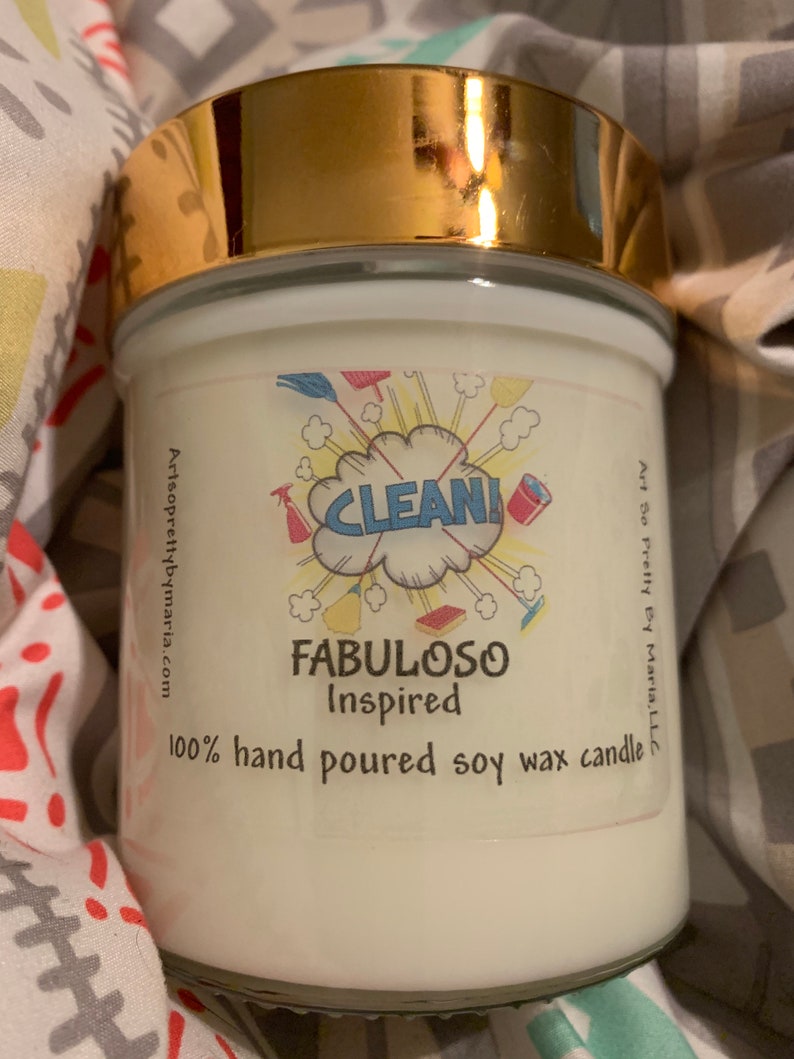 CLEAN!
FABULOSO
Inspired
100% hand poured soy wax candle
Artsoprettybymaria.com
Art So Pretty By Maria,LLC